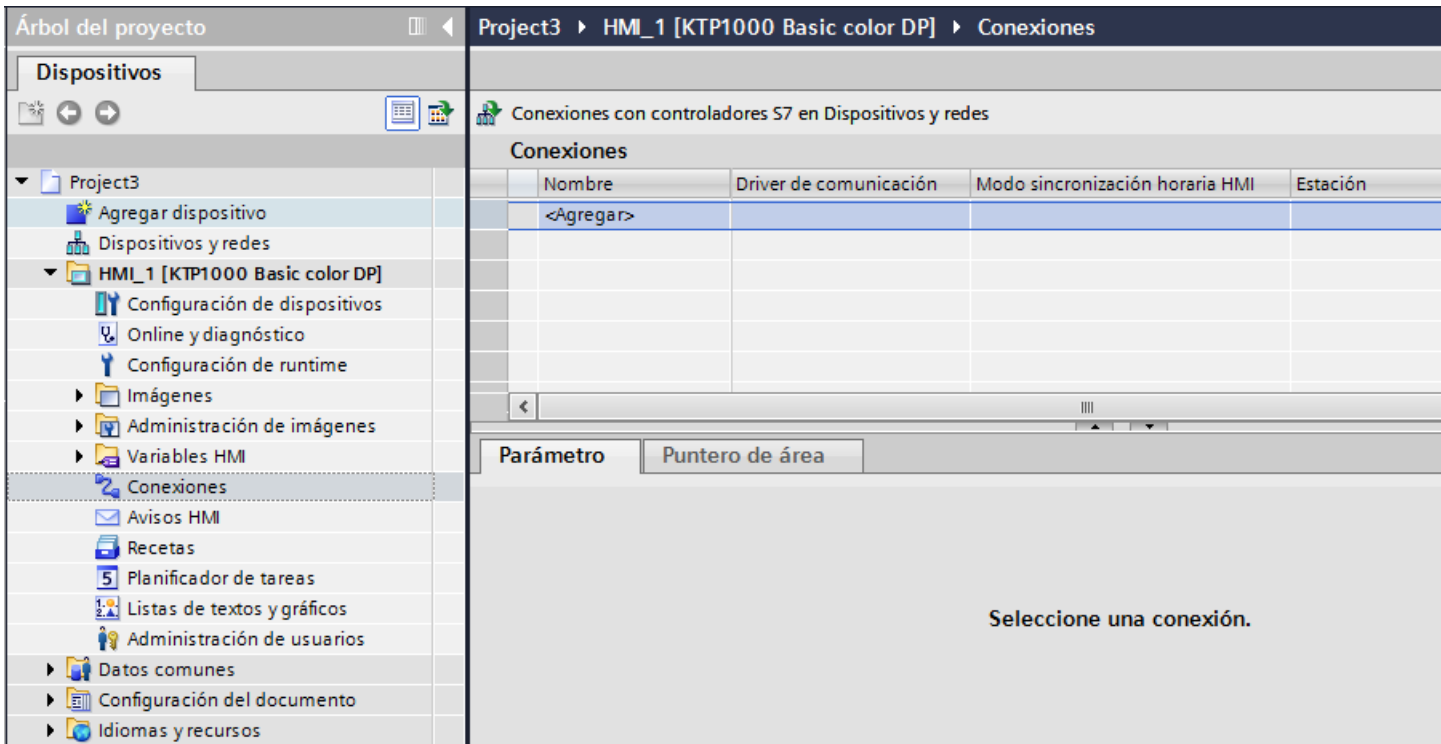 Árbol del proyecto
Dispositivos
Project3
Agregar dispositivo
Dispositivos y redes
HMI_1 [KTP1000 Basic color DP]
Configuración de dispositivos
Online y diagnóstico
Configuración de runtime
Imágenes
Administración de imágenes
Variables HMI
Conexiones
Avisos HMI
Recetas
Planificador de tareas
Listas de textos y gráficos
Administración de usuarios
Datos comunes
Configuración del documento
Idiomas y recursos
Project3 HMI_1 [KTP1000 Basic color DP] Conexiones
Conexiones con controladores S7 en Dispositivos y redes
Conexiones
Nombre Driver de comunicación Modo sincronización horaria HMI Estación
<Agregar>
Parámetro Puntero de área
Seleccione una conexión.